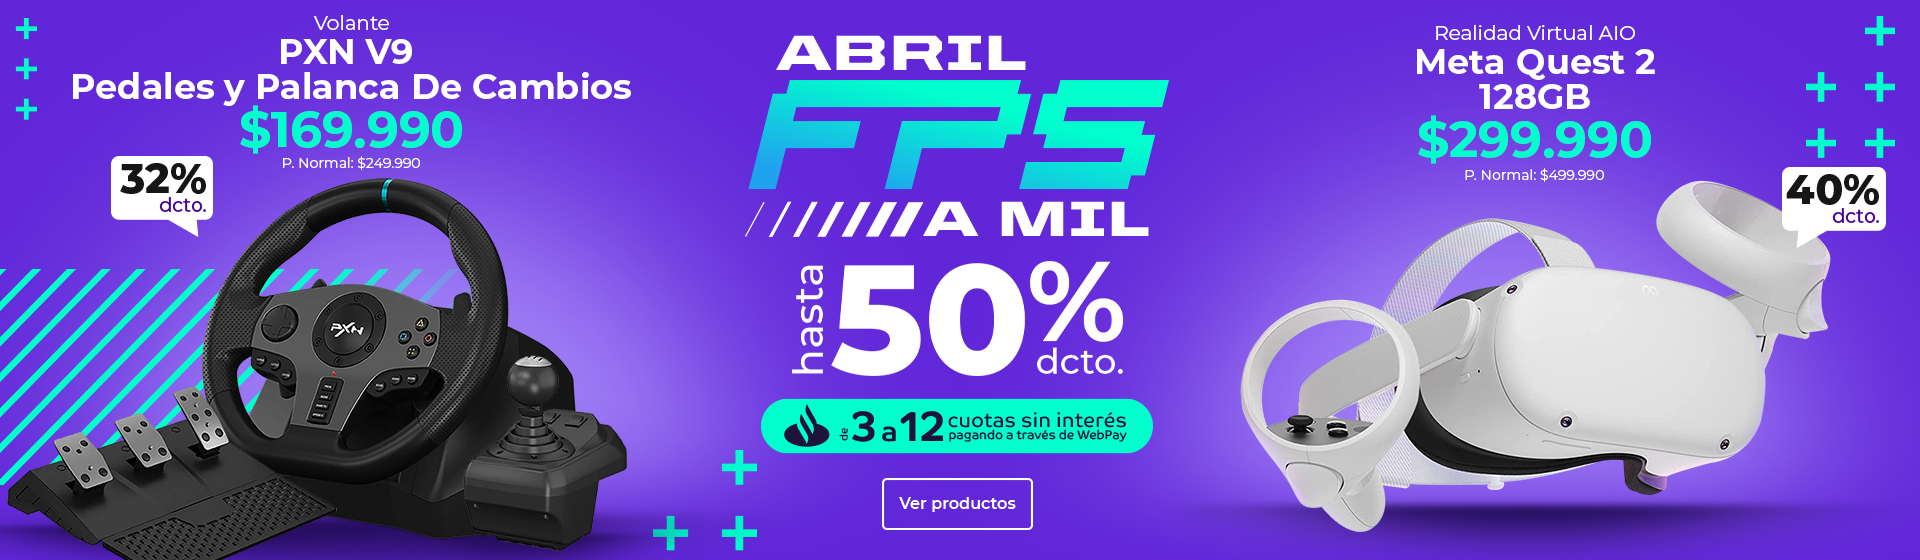 Volante
PXN V9
Pedales y Palanca De Cambios
$169.990
P. Normal: $249.990
32%
dcto.
PXN
ABRIL
FPS
A MIL
hasta
50%
dcto.
de 3 a 12 cuotas sin interés
pagando a través de WebPay
Ver productos
Realidad Virtual AIO
Meta Quest 2
128GB
$299.990
P. Normal: $499.990
40%
dcto.